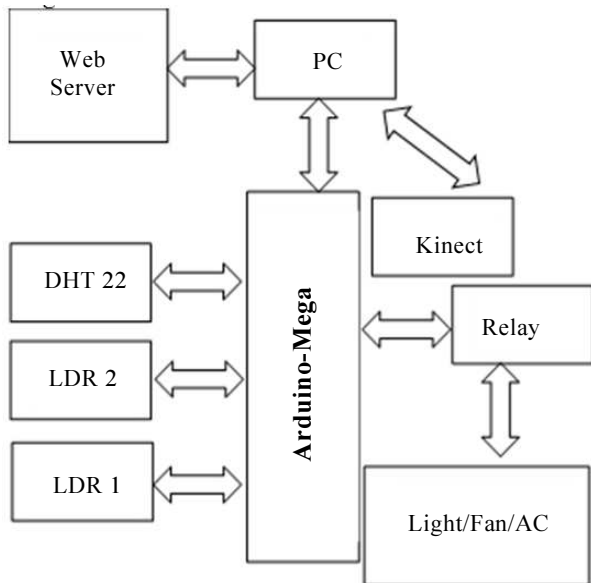 Web
Server
PC
Kinect
DHT 22
Arduino-Mega
Relay
LDR 2
LDR 1
Light/Fan/AC